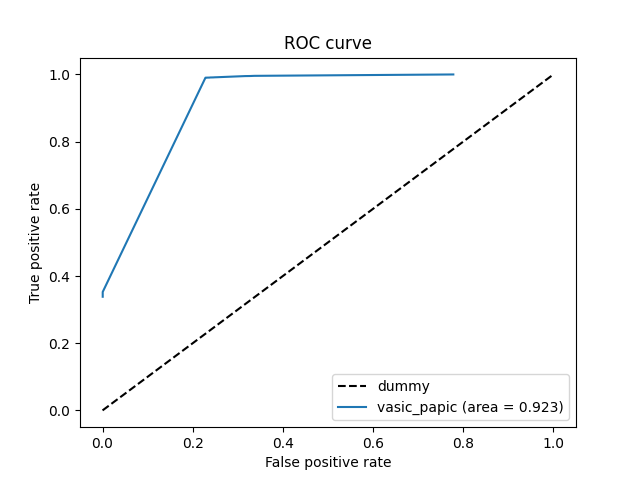 ROC curve
True positive rate
1.0
0.8
0.6
0.4
0.2
0.0
dummy
vasic_papic (area = 0.923)
0.0 0.2 0.4 0.6 0.8 1.0
False positive rate